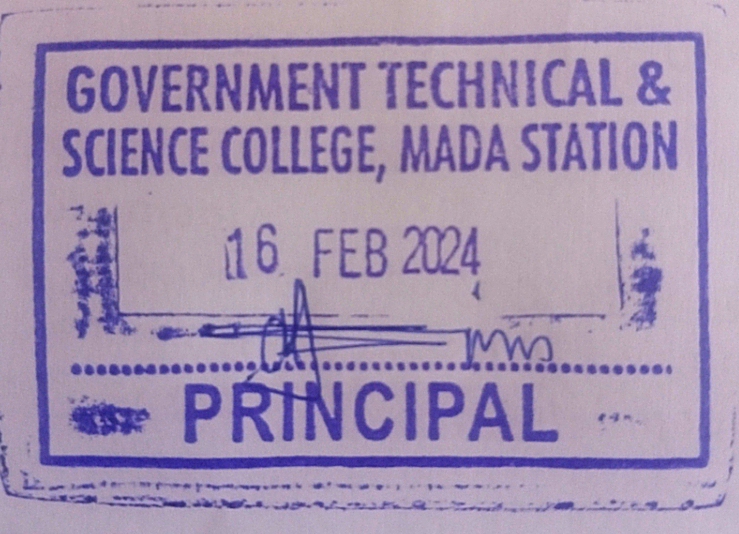 GOVERNMENT TECHNICAL &
SCIENCE COLLEGE, MADA STATION
16 FEB 2024
PRINCIPAL